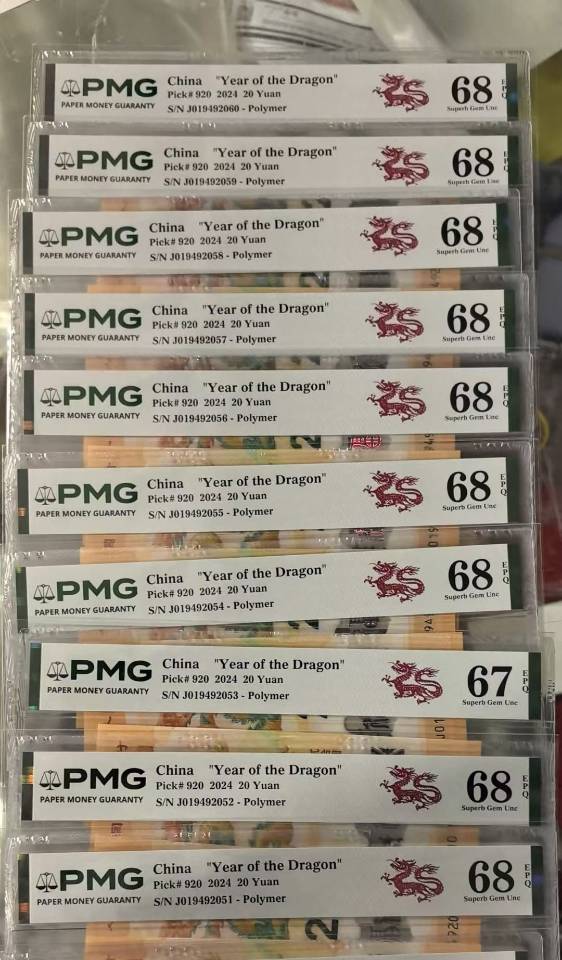 PMG
PAPER MONEY GUARANTY
China "Year of the Dragon"
Pick# 920 2024 20 Yuan
S/N J019492060 - Polymer
68
EPQ
Superb Gem Unc
PMG
PAPER MONEY GUARANTY
China "Year of the Dragon"
Pick# 920 2024 20 Yuan
S/N J019492059 - Polymer
68
EPQ
Superb Gem Unc
PMG
PAPER MONEY GUARANTY
China "Year of the Dragon"
Pick# 920 2024 20 Yuan
S/N J019492058 - Polymer
68
EPQ
Superb Gem Unc
PMG
PAPER MONEY GUARANTY
China "Year of the Dragon"
Pick# 920 2024 20 Yuan
S/N J019492057 - Polymer
68
EPQ
Superb Gem Unc
PMG
PAPER MONEY GUARANTY
China "Year of the Dragon"
Pick# 920 2024 20 Yuan
S/N J019492056 - Polymer
68
EPQ
Superb Gem Unc
PMG
PAPER MONEY GUARANTY
China "Year of the Dragon"
Pick# 920 2024 20 Yuan
S/N J019492055 - Polymer
68
EPQ
Superb Gem Unc
PMG
PAPER MONEY GUARANTY
China "Year of the Dragon"
Pick# 920 2024 20 Yuan
S/N J019492054 - Polymer
68
EPQ
Superb Gem Unc
PMG
PAPER MONEY GUARANTY
China "Year of the Dragon"
Pick# 920 2024 20 Yuan
S/N J019492053 - Polymer
67
EPQ
Superb Gem Unc
PMG
PAPER MONEY GUARANTY
China "Year of the Dragon"
Pick# 920 2024 20 Yuan
S/N J019492052 - Polymer
68
EPQ
Superb Gem Unc
PMG
PAPER MONEY GUARANTY
China "Year of the Dragon"
Pick# 920 2024 20 Yuan
S/N J019492051 - Polymer
68
EPQ
Superb Gem Unc